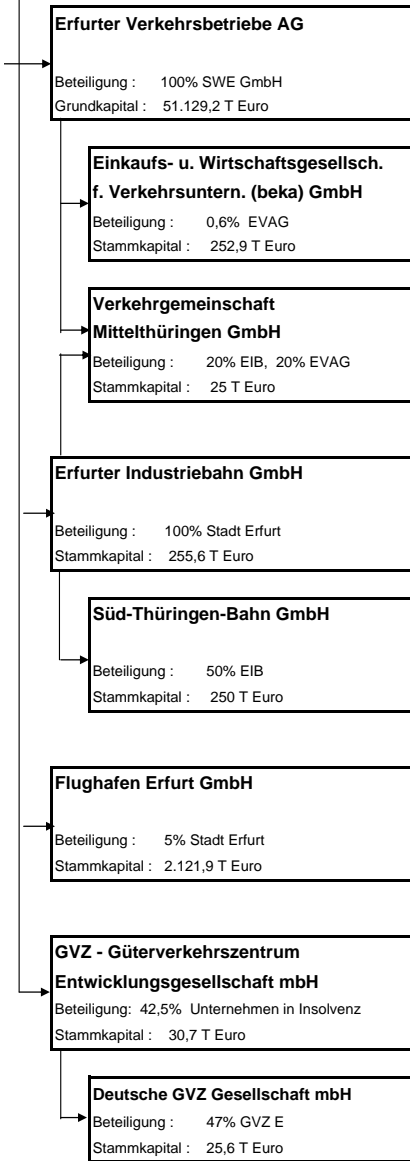 Erfurter Verkehrsbetriebe AG
Beteiligung : 100% SWE GmbH
Grundkapital : 51.129,2 T Euro
Einkaufs- u. Wirtschaftsgesellsch.
f. Verkehrsuntern. (beka) GmbH
Beteiligung : 0,6% EVAG
Stammkapital : 252,9 T Euro
Verkehrgemeinschaft
Mittelthüringen GmbH
Beteiligung : 20% EIB, 20% EVAG
Stammkapital : 25 T Euro
Erfurter Industriebahn GmbH
Beteiligung : 100% Stadt Erfurt
Stammkapital : 255,6 T Euro
Süd-Thüringen-Bahn GmbH
Beteiligung : 50% EIB
Stammkapital : 250 T Euro
Flughafen Erfurt GmbH
Beteiligung : 5% Stadt Erfurt
Stammkapital : 2.121,9 T Euro
GVZ - Güterverkehrszentrum
Entwicklungsgesellschaft mbH
Beteiligung: 42,5% Unternehmen in Insolvenz
Stammkapital : 30,7 T Euro
Deutsche GVZ Gesellschaft mbH
Beteiligung : 47% GVZ E
Stammkapital : 25,6 T Euro